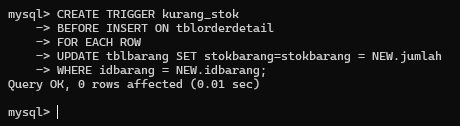 mysql> CREATE TRIGGER kurang_stok
    -> BEFORE INSERT ON tblorderdetail
    -> FOR EACH ROW
    -> UPDATE tblbarang SET stokbarang=stokbarang = NEW.jumlah
    -> WHERE idbarang = NEW.idbarang;
Query OK, 0 rows affected (0.01 sec)
mysql>